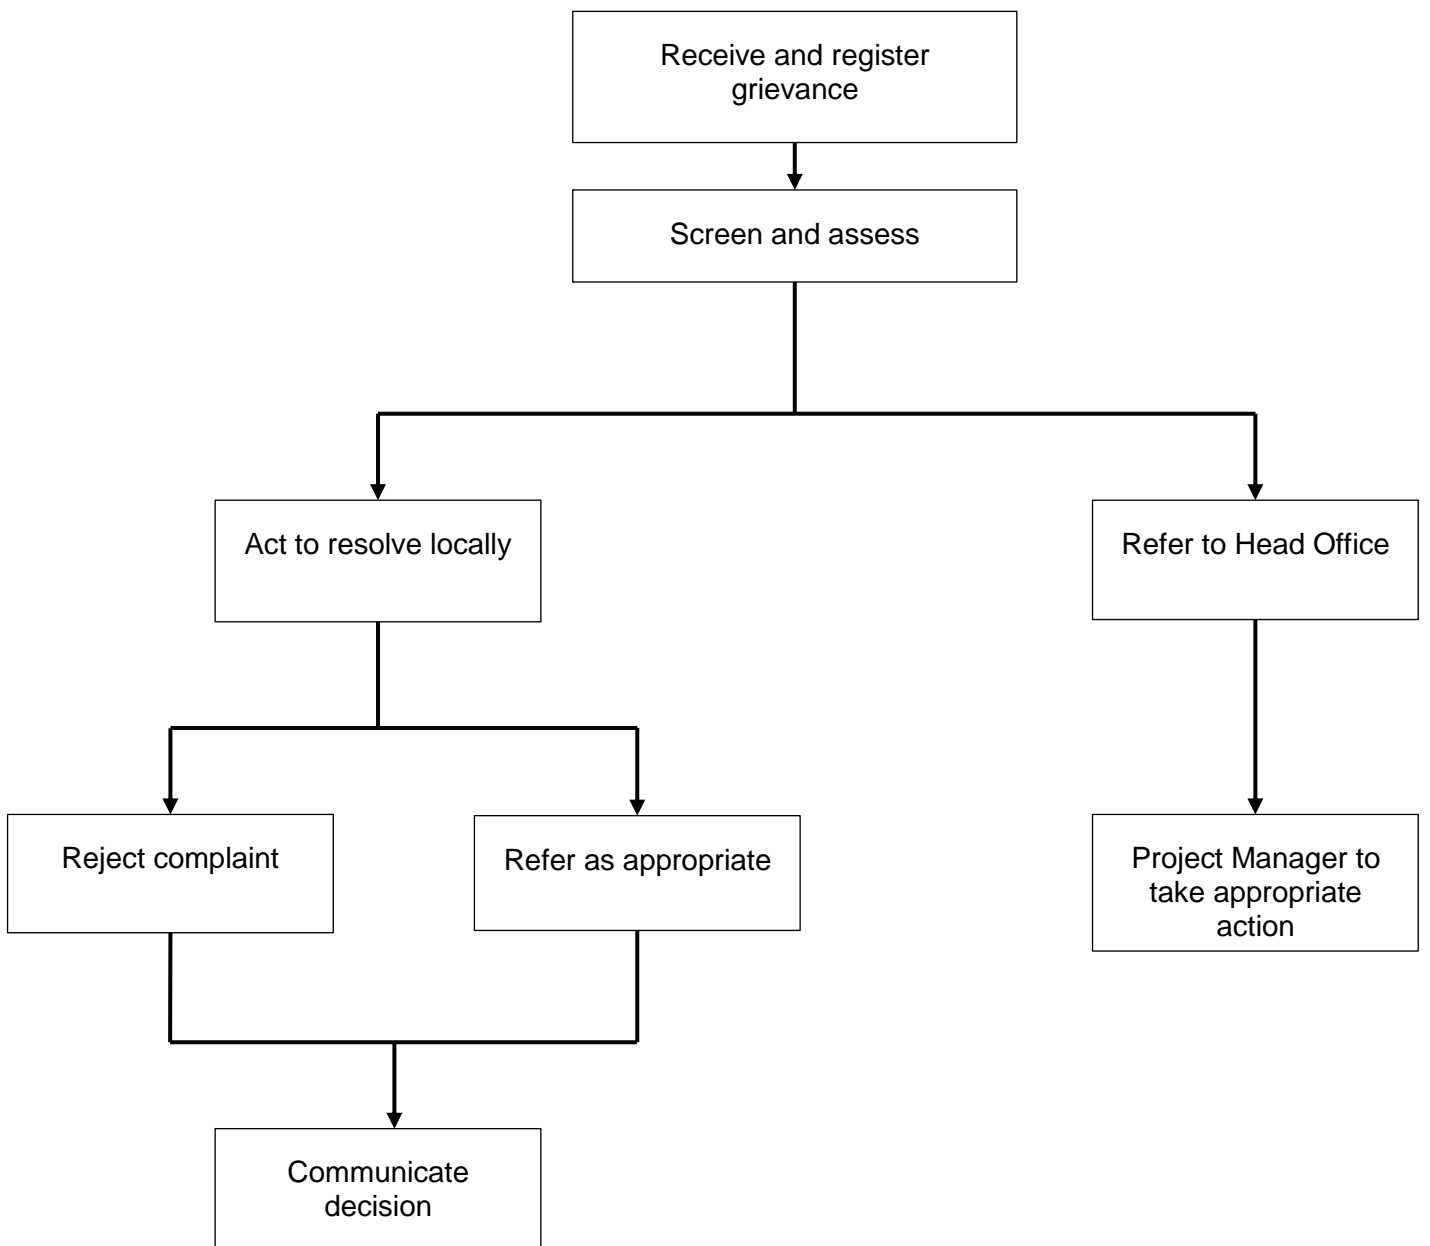 Receive and register
grievance
Screen and assess
Act to resolve locally
Refer to Head Office
Reject complaint
Refer as appropriate
Project Manager to
take appropriate
action
Communicate
decision